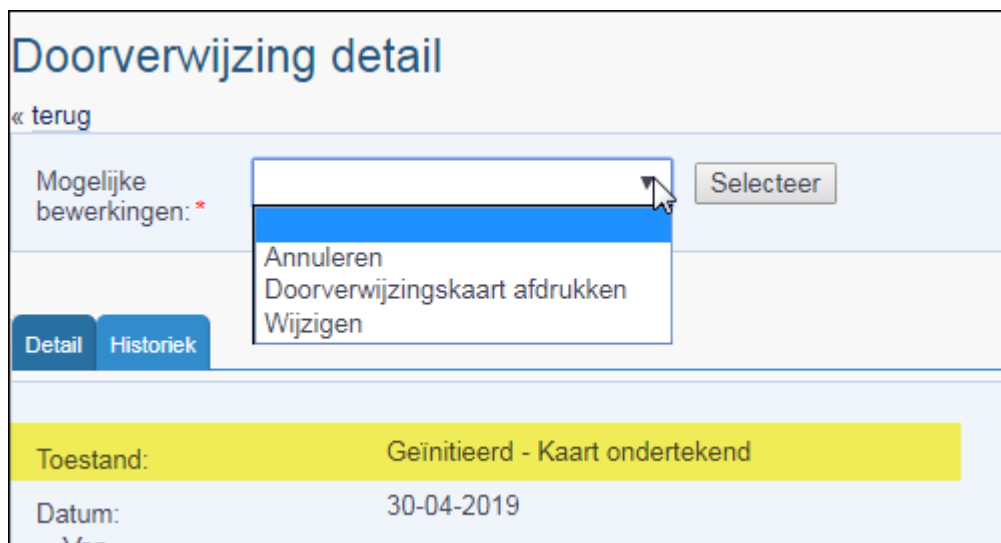 Doorverwijzing detail
« terug
Mogelijke
bewerkingen: *
Selecteer
Annuleren
Doorverwijzingskaart afdrukken
Wijzigen
Detail Historiek
Toestand: Geïnitieerd - Kaart ondertekend
Datum: 30-04-2019